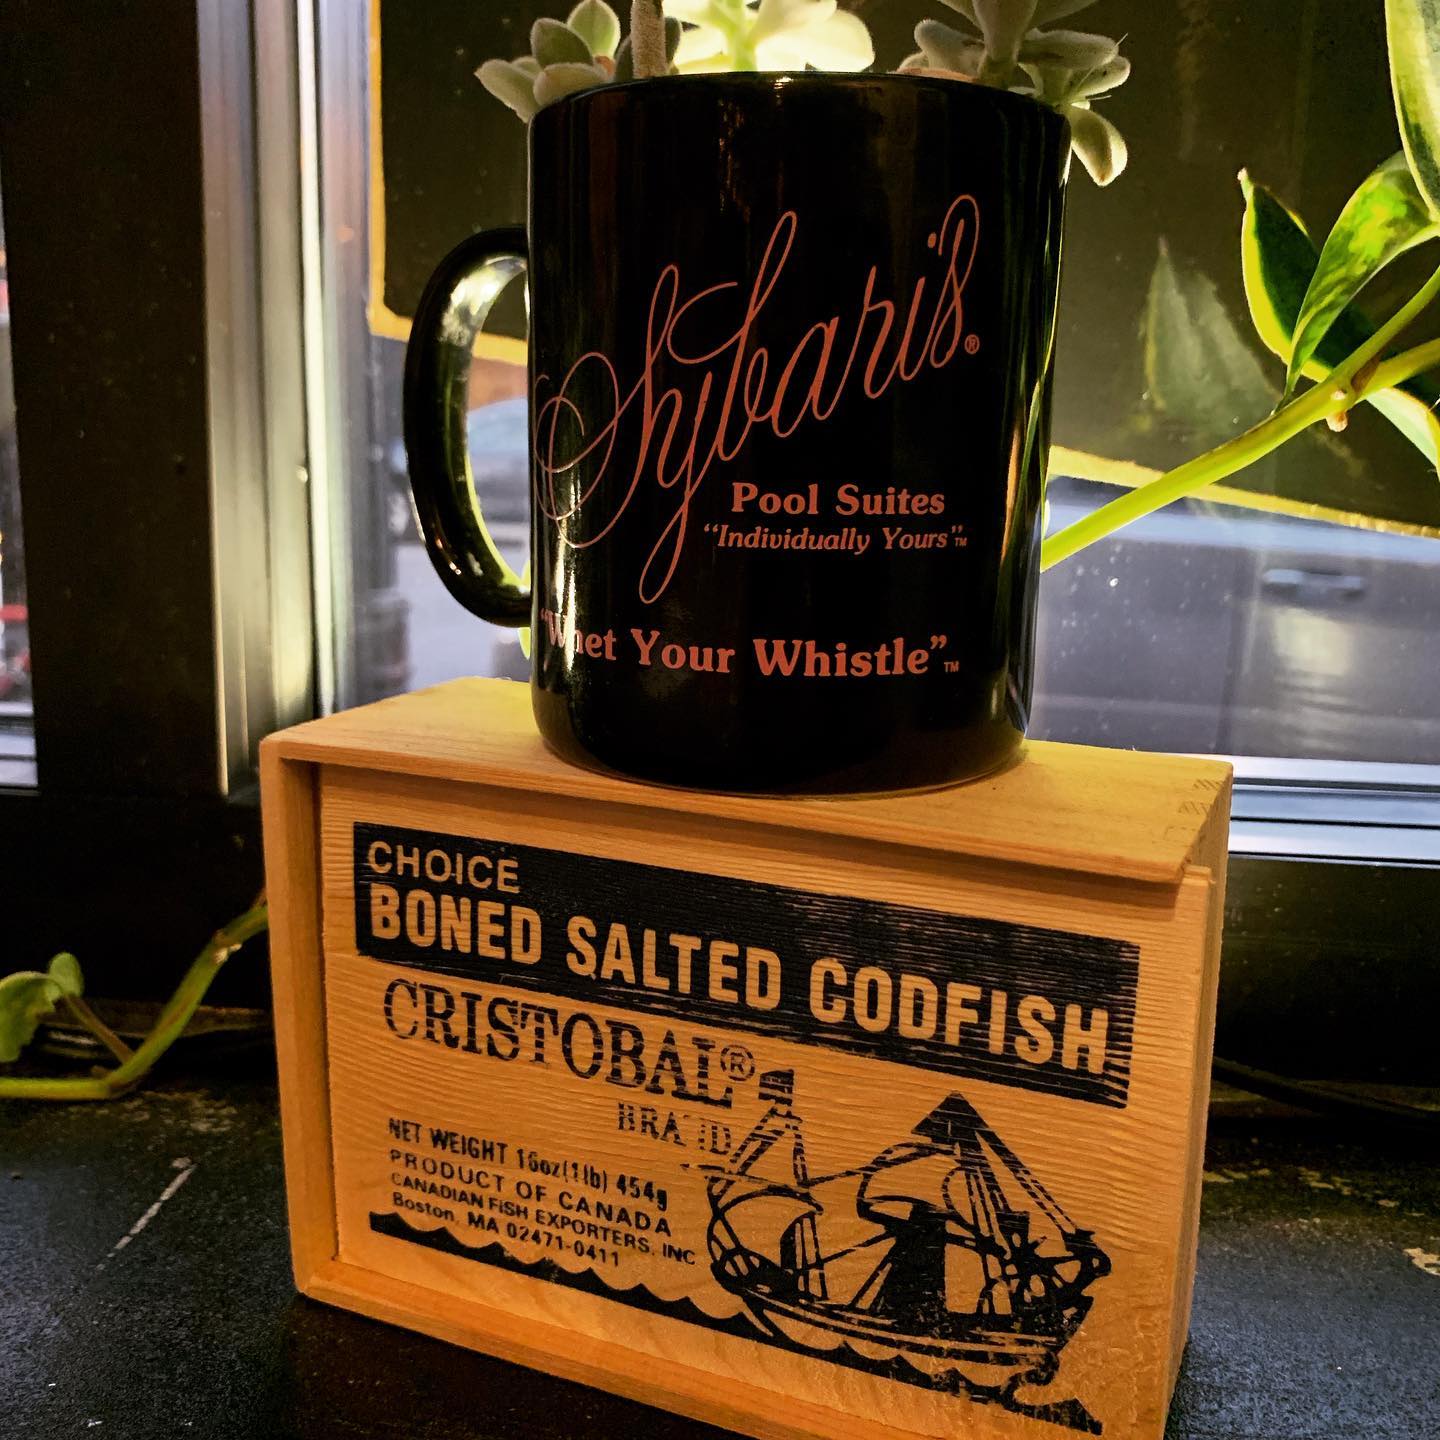 Sybaris®
Pool Suites
“Individually Yours”™
“Whet Your Whistle”™
CHOICE
BONED SALTED CODFISH
CRISTOBAL®
BRAND
NET WEIGHT 16oz(1lb) 454g
PRODUCT OF CANADA
CANADIAN FISH EXPORTERS, INC
Boston, MA 02471-0411